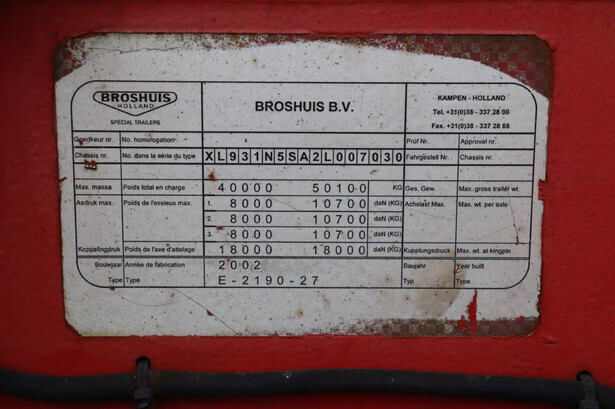 BROSHUIS
HOLLAND
SPECIAL TRAILERS
BROSHUIS B.V.
KAMPEN - HOLLAND
Tel. +31(0)38 - 337 28 00
Fax. +31(0)38 - 337 28 68
Goedkeur nr. No. homologation Prüf Nr. Approval nr.
Chassis nr. No. dans la série du type XL931N5SA2L007030 Fahrgestell Nr. Chassis nr.
Max. massa Poids total en charge 40000 50100 KG Ges. Gew. Max. gross trailer wt.
Asdruk max. Poids de l'essieux max. 1. 8000 10700 daN (KG) Achslast Max. Max. wt. per axle
2. 8000 10700 daN (KG)
3. 8000 10700 daN (KG)
Koppelingdruk Poids de l'axe d'attelage 18000 18000 daN (KG) Kupplungsdruck Max. wt. at kingpin
Bouwjaar Année de fabrication 2002 Baujahr Year built
Type Type E-2190-27 Typ Type